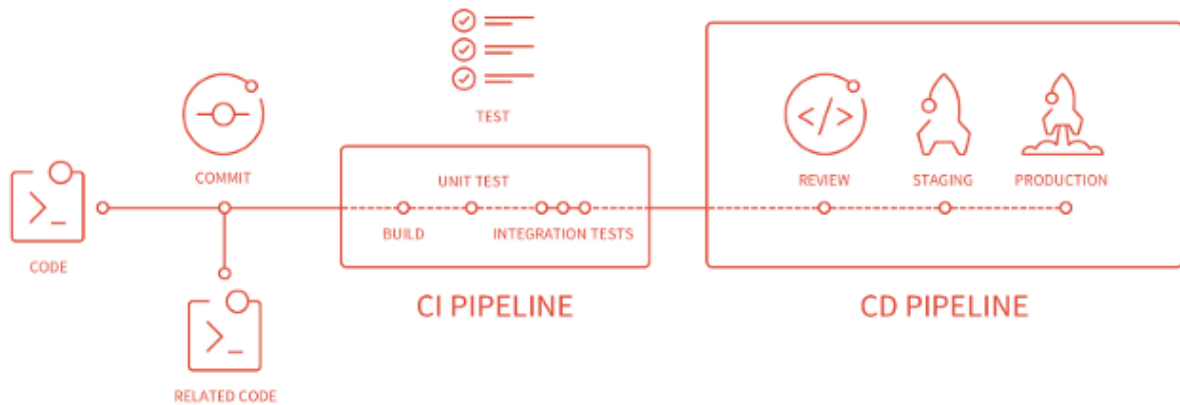 TEST
COMMIT
REVIEW
STAGING
PRODUCTION
UNIT TEST
BUILD
INTEGRATION TESTS
CODE
CI PIPELINE
CD PIPELINE
RELATED CODE